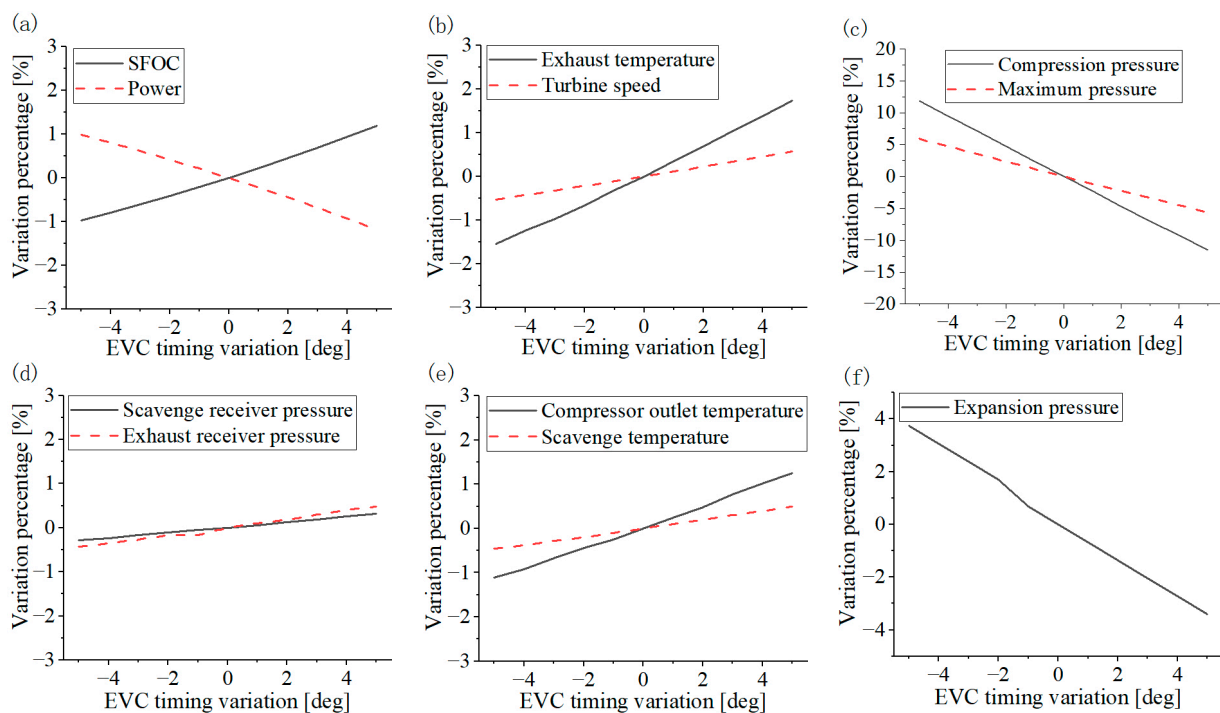 (a)
3
2
1
0
−1
−2
−3
Variation percentage [%]
SFOC
Power
−4 −2 0 2 4
EVC timing variation [deg]
(b)
3
2
1
0
−1
−2
−3
Variation percentage [%]
Exhaust temperature
Turbine speed
−4 −2 0 2 4
EVC timing variation [deg]
(c)
20
15
10
5
0
−5
−10
−15
−20
Variation percentage [%]
Compression pressure
Maximum pressure
−4 −2 0 2 4
EVC timing variation [deg]
(d)
3
2
1
0
−1
−2
−3
Variation percentage [%]
Scavenge receiver pressure
Exhaust receiver pressure
−4 −2 0 2 4
EVC timing variation [deg]
(e)
3
2
1
0
−1
−2
−3
Variation percentage [%]
Compressor outlet temperature
Scavenge temperature
−4 −2 0 2 4
EVC timing variation [deg]
(f)
4
2
0
−2
−4
Variation percentage [%]
Expansion pressure
−4 −2 0 2 4
EVC timing variation [deg]